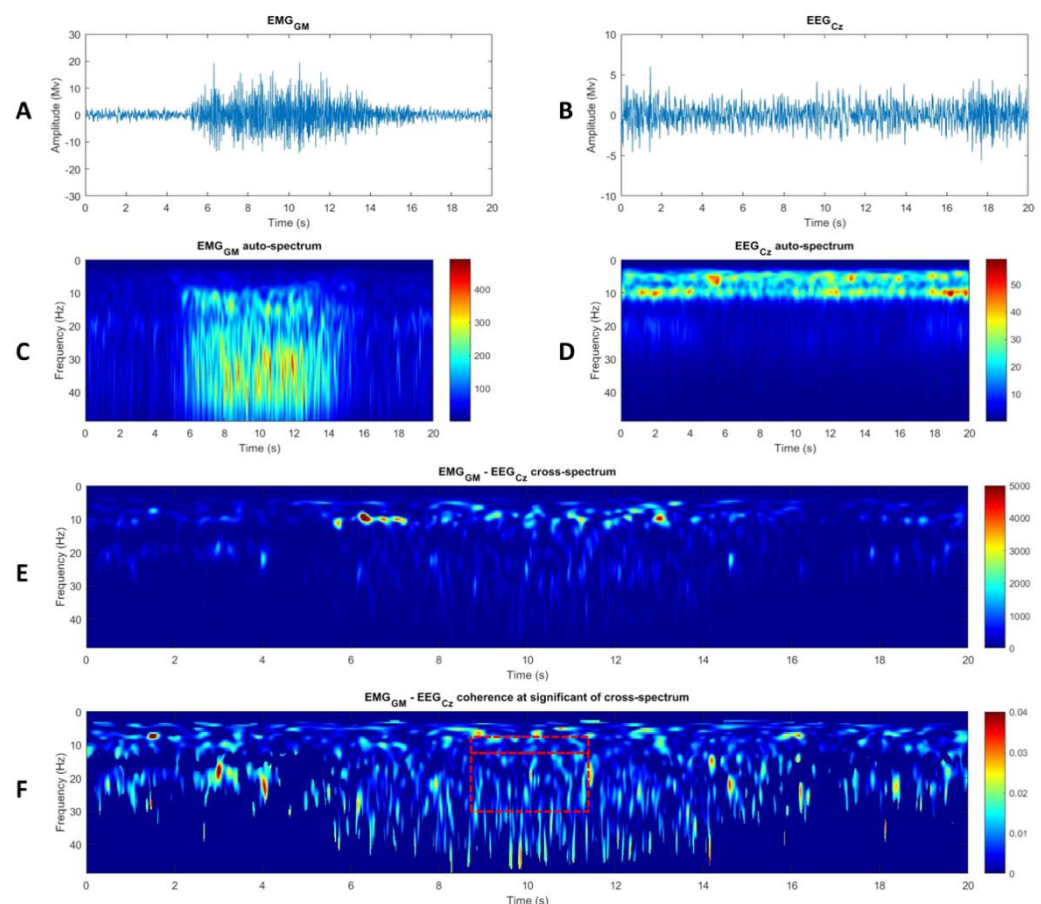 EMG_GM
30
20
10
0
-10
-20
-30
Amplitude (Mv)
0 2 4 6 8 10 12 14 16 18 20
Time (s)
A
EEG_Cz
10
5
0
-5
-10
Amplitude (Mv)
0 2 4 6 8 10 12 14 16 18 20
Time (s)
B
EMG_GM auto-spectrum
0
10
20
30
40
Frequency (Hz)
0 2 4 6 8 10 12 14 16 18 20
Time (s)
400
300
200
100
C
EEG_Cz auto-spectrum
0
10
20
30
40
Frequency (Hz)
0 2 4 6 8 10 12 14 16 18 20
Time (s)
50
40
30
20
10
D
EMG_GM - EEG_Cz cross-spectrum
0
10
20
30
40
Frequency (Hz)
0 2 4 6 8 10 12 14 16 18 20
Time (s)
5000
4000
3000
2000
1000
0
E
EMG_GM - EEG_Cz coherence at significant of cross-spectrum
0
10
20
30
40
Frequency (Hz)
0 2 4 6 8 10 12 14 16 18 20
Time (s)
0.04
0.03
0.02
0.01
0
F